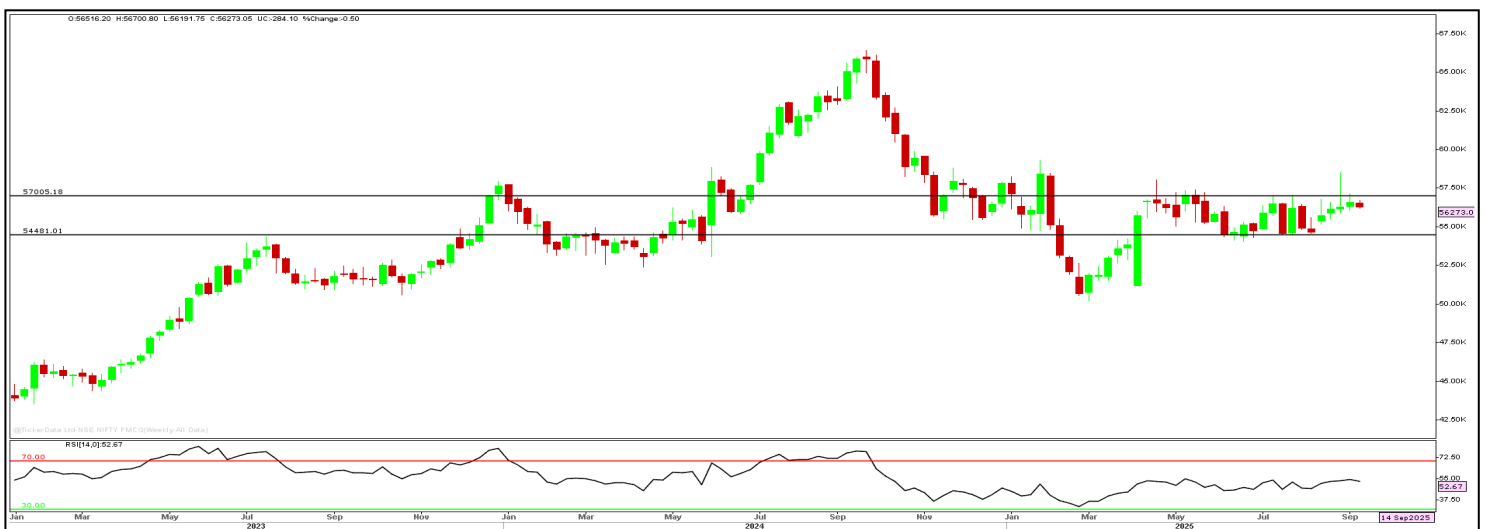 O:56516.20 H:56700.80 L:56191.75 C:56273.05 UC:-284.10 %Change:-0.50
67.50K
65.00K
62.50K
60.00K
57005.18
57.50K
56273.0
54481.01
55.00K
52.50K
50.00K
47.50K
45.00K
42.50K
@TickerData Ltd-NSE NIFTY FMCG(Weekly-All Data)
RSI[14,0]:52.67
70.00
72.50
55.00
52.67
37.50
30.00
Jan Mar May Jul Sep Nov Jan Mar May Jul Sep Nov Jan Mar May Jul Sep 14 Sep2025
2023 2024 2025